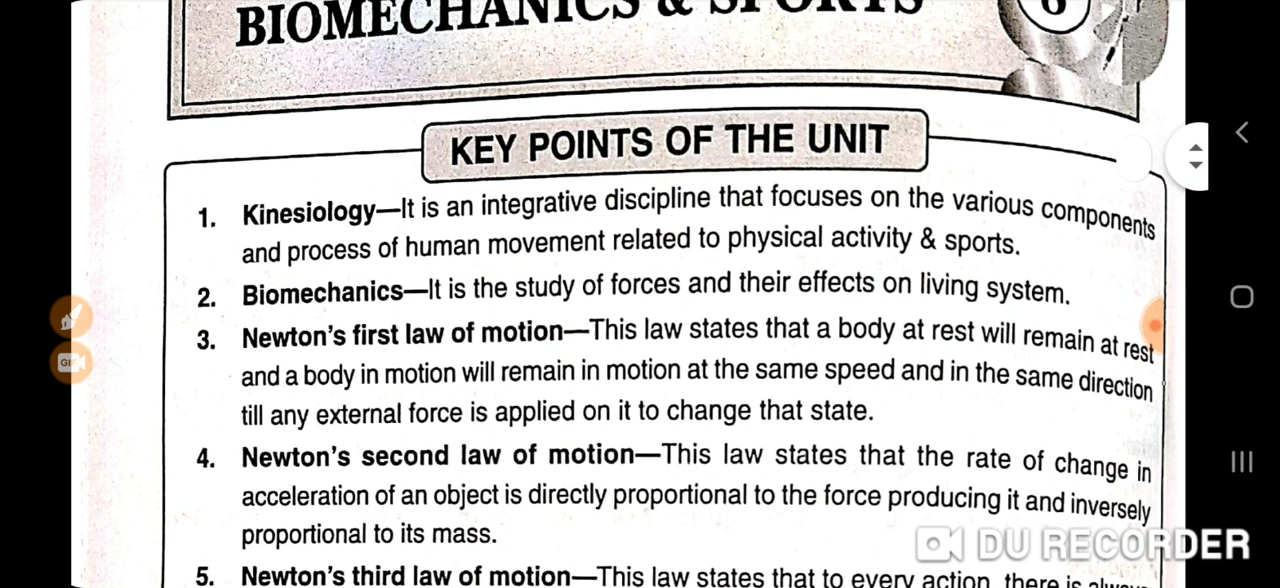 BIOMECHANICS & SPORTS
6
KEY POINTS OF THE UNIT
1. Kinesiology—It is an integrative discipline that focuses on the various components
and process of human movement related to physical activity & sports.
2. Biomechanics—It is the study of forces and their effects on living system.
3. Newton's first law of motion—This law states that a body at rest will remain at rest
and a body in motion will remain in motion at the same speed and in the same direction
till any external force is applied on it to change that state.
4. Newton's second law of motion—This law states that the rate of change in
acceleration of an object is directly proportional to the force producing it and inversely
proportional to its mass.
5. Newton's third law of motion—This law states that to every action, there is always
GIF
DU RECORDER